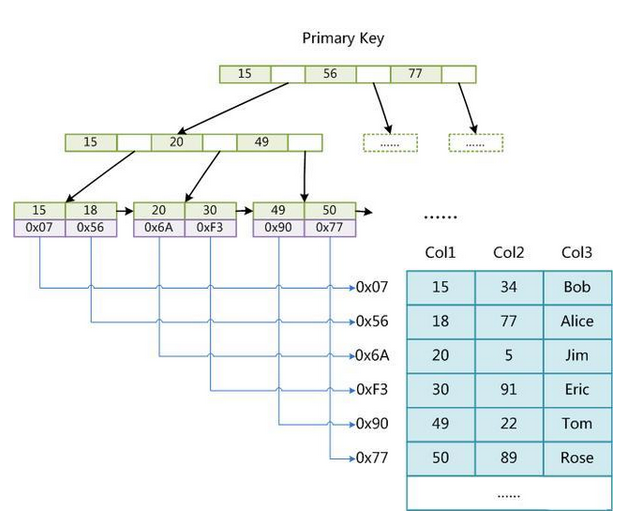 Primary Key
15 56 77
15 20 49
...... ......
15 18 20 30 49 50
0x07 0x56 0x6A 0xF3 0x90 0x77
......
Col1 Col2 Col3
0x07 15 34 Bob
0x56 18 77 Alice
0x6A 20 5 Jim
0xF3 30 91 Eric
0x90 49 22 Tom
0x77 50 89 Rose
......